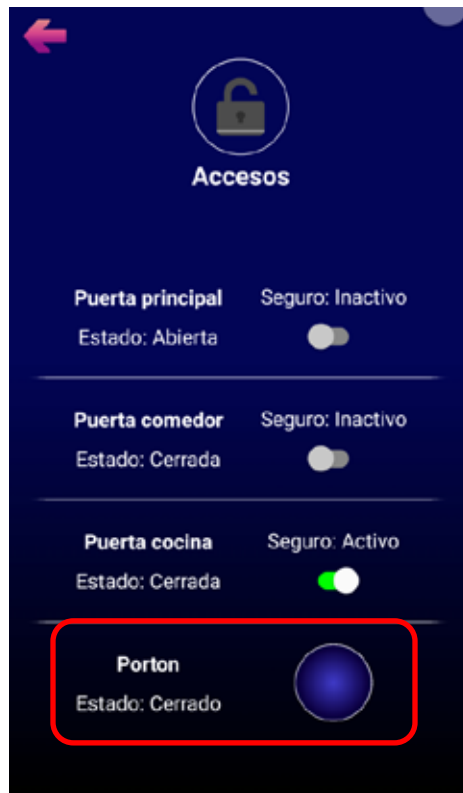 Accesos
Puerta principal
Seguro: Inactivo
Estado: Abierta
Puerta comedor
Seguro: Inactivo
Estado: Cerrada
Puerta cocina
Seguro: Activo
Estado: Cerrada
Porton
Estado: Cerrado